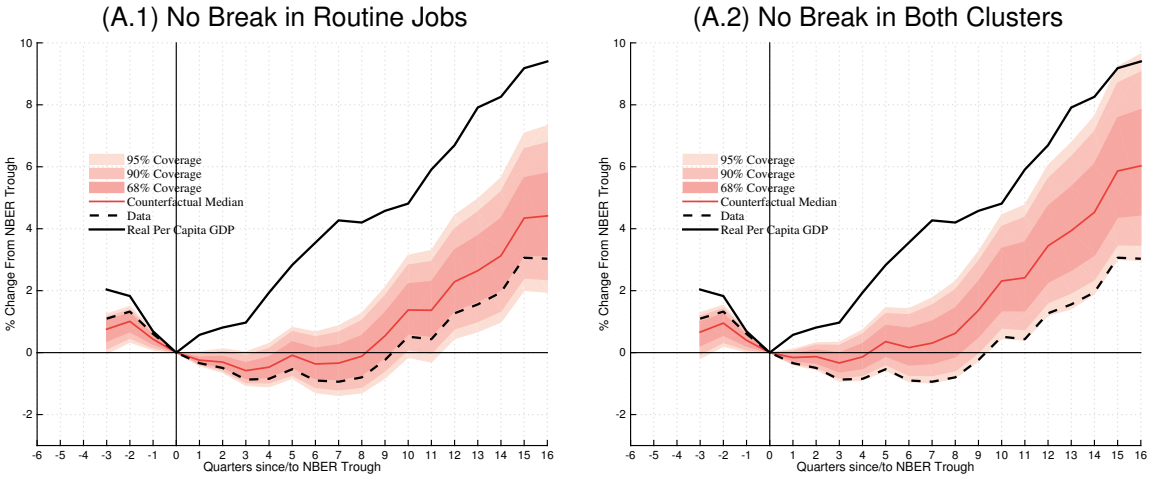 (A.1) No Break in Routine Jobs
% Change From NBER Trough
10
8
6
4
2
0
-2
95% Coverage
90% Coverage
68% Coverage
Counterfactual Median
Data
Real Per Capita GDP
-6 -5 -4 -3 -2 -1 0 1 2 3 4 5 6 7 8 9 10 11 12 13 14 15 16
Quarters since/to NBER Trough
(A.2) No Break in Both Clusters
% Change From NBER Trough
10
8
6
4
2
0
-2
95% Coverage
90% Coverage
68% Coverage
Counterfactual Median
Data
Real Per Capita GDP
-6 -5 -4 -3 -2 -1 0 1 2 3 4 5 6 7 8 9 10 11 12 13 14 15 16
Quarters since/to NBER Trough